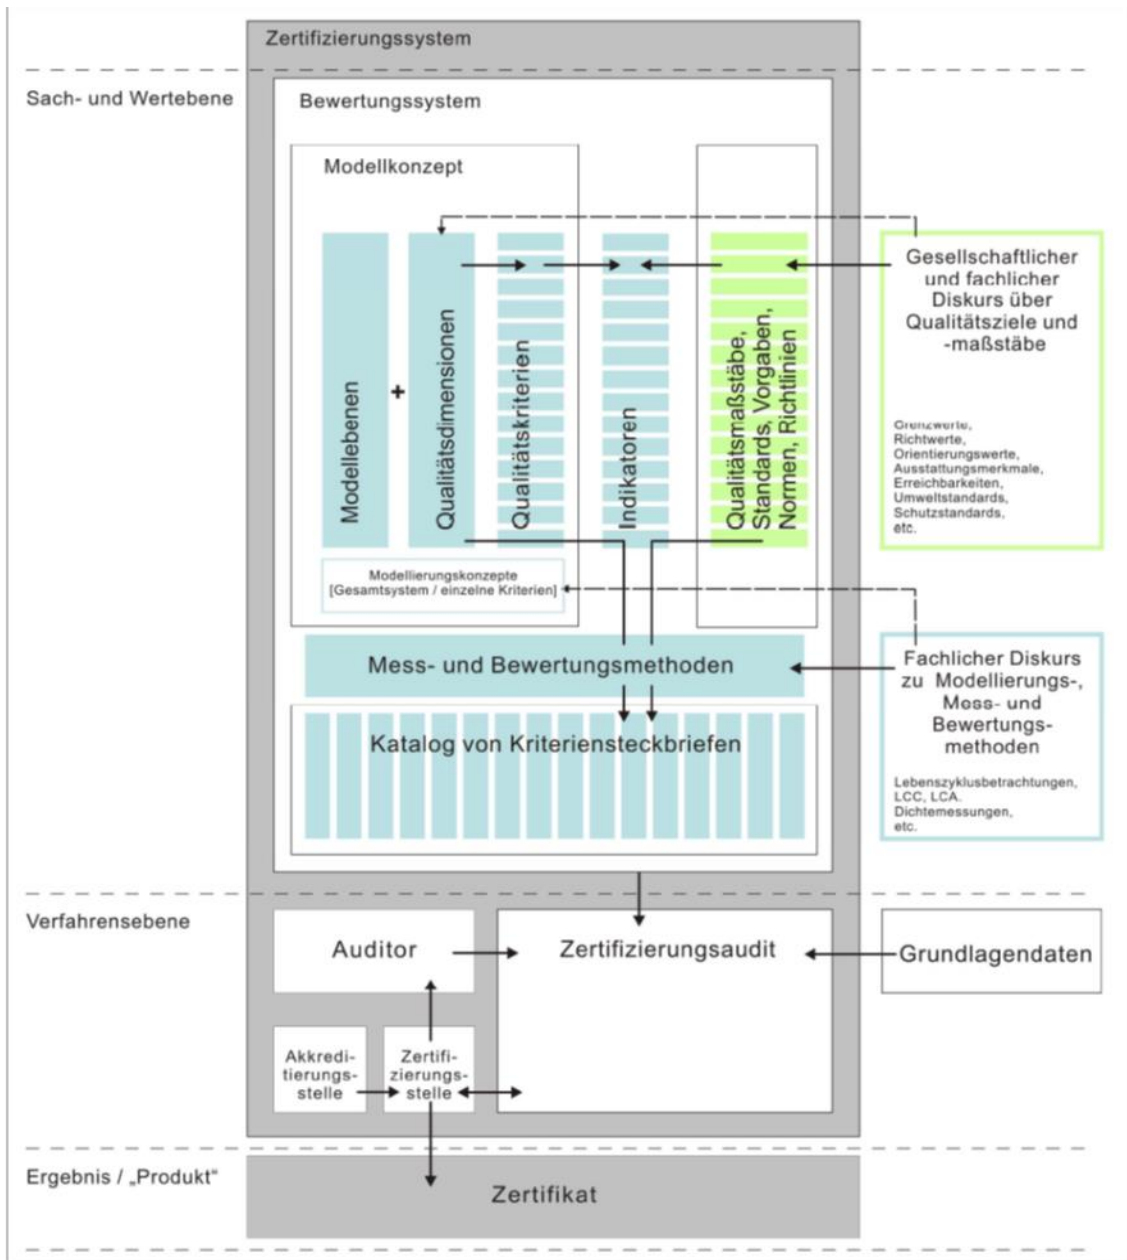 Zertifizierungssystem
Sach- und Wertebene
Bewertungssystem
Modellkonzept
Modellebenen
+
Qualitätsdimensionen
Qualitätskriterien
Indikatoren
Qualitätsmaßstäbe,
Standards, Vorgaben,
Normen, Richtlinien
Gesellschaftlicher
und fachlicher
Diskurs über
Qualitätsziele und
-maßstäbe
Grenzwerte,
Richtwerte,
Orientierungswerte,
Ausstattungsmerkmale,
Erreichbarkeiten,
Umweltstandards,
Schutzstandards,
etc.
Modellierungskonzepte
[Gesamtsystem / einzelne Kriterien]
Mess- und Bewertungsmethoden
Fachlicher Diskurs
zu Modellierungs-,
Mess- und
Bewertungs-
methoden
Lebenszyklusbetrachtungen,
LCC, LCA.
Dichtemessungen,
etc.
Katalog von Kriteriensteckbriefen
Verfahrensebene
Auditor
Zertifizierungsaudit
Grundlagendaten
Akkredi-
tierungs-
stelle
Zertifi-
zierungs-
stelle
Ergebnis / „Produkt“
Zertifikat